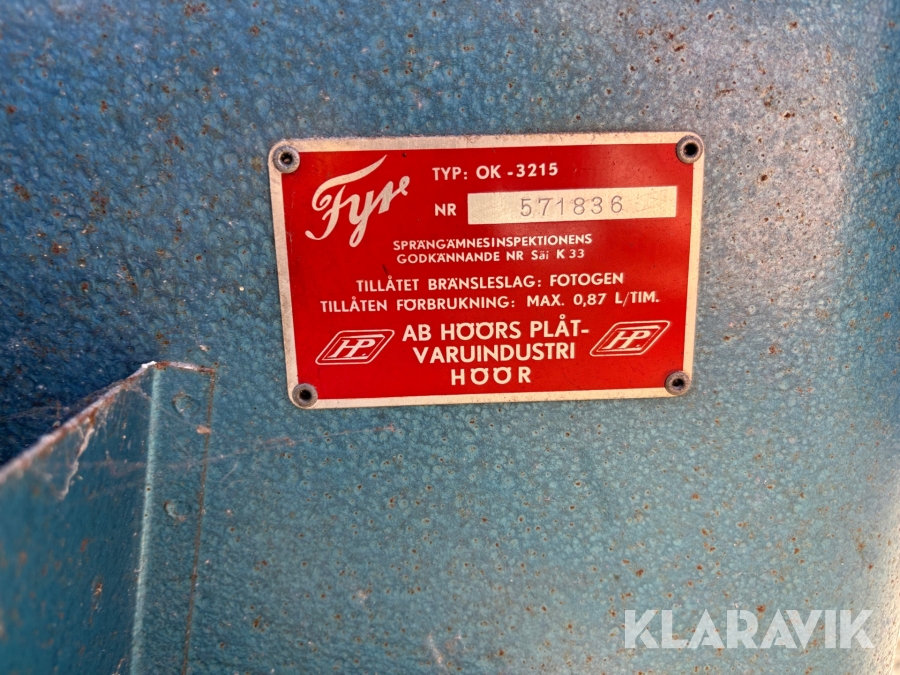 Fyr
TYP: OK-3215
NR 571836
SPRÄNGÄMNESINSPEKTIONENS
GODKÄNNANDE NR Säi K 33
TILLÅTET BRÄNSLESLAG: FOTOGEN
TILLÅTEN FÖRBRUKNING: MAX. 0,87 L/TIM.
HP
AB HÖÖRS PLÅT-
VARUINDUSTRI
HÖÖR
HP
KLARAVIK